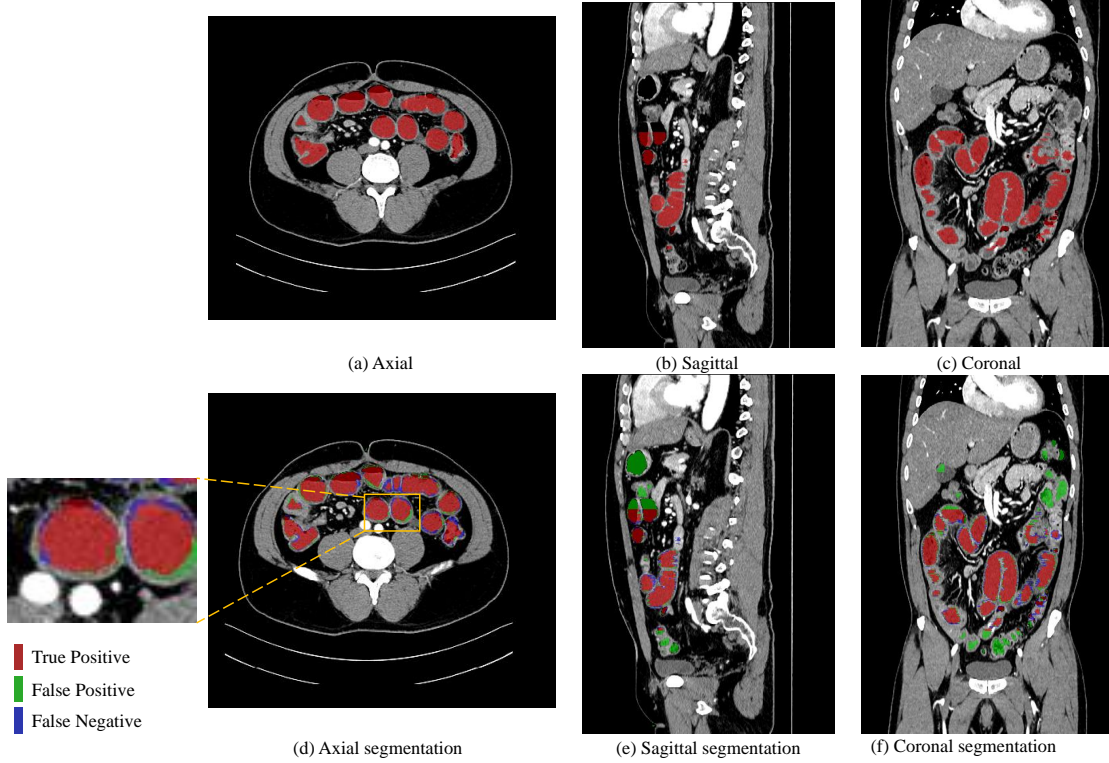 (a) Axial
(b) Sagittal
(c) Coronal
True Positive
False Positive
False Negative
(d) Axial segmentation
(e) Sagittal segmentation
(f) Coronal segmentation